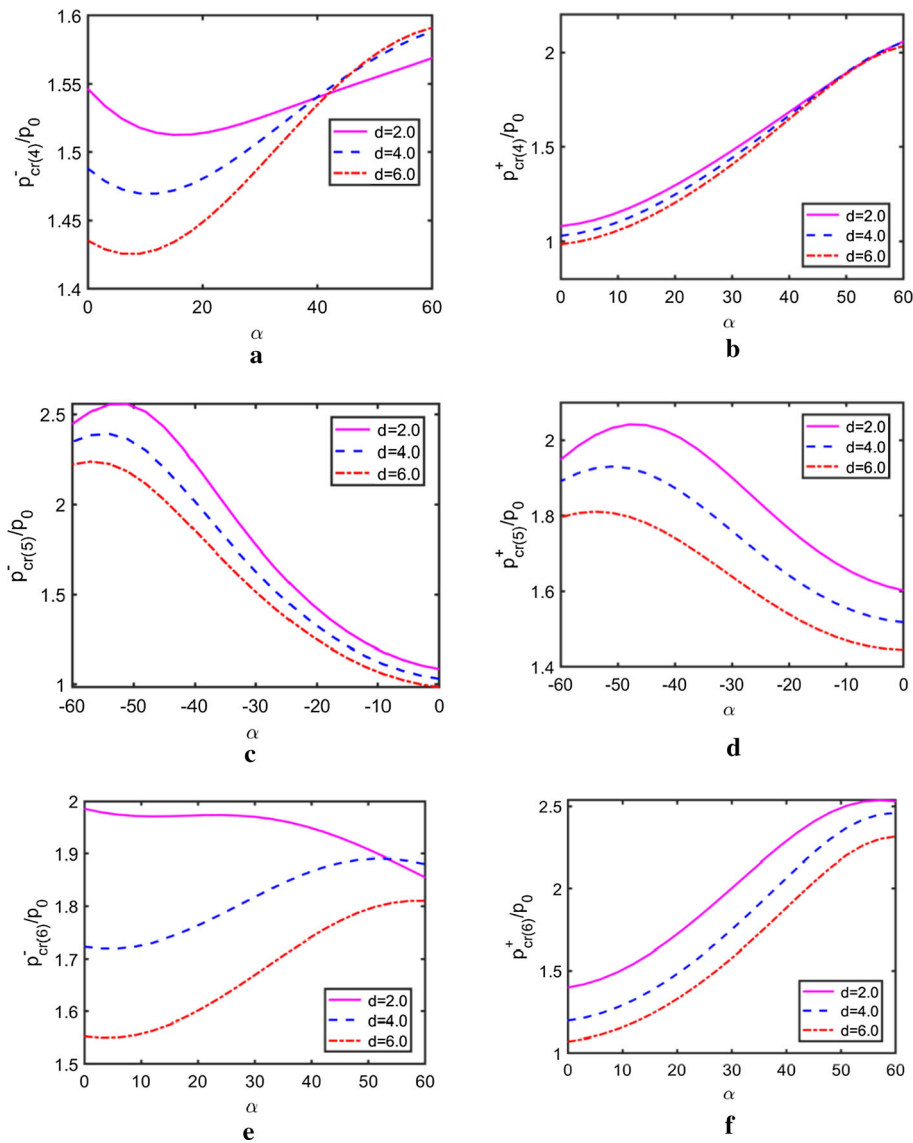 1.6
1.55
1.5
1.45
1.4
p-cr(4)/p0
d=2.0
d=4.0
d=6.0
0 20 40 60
α
a
2
1.5
1
p+cr(4)/p0
d=2.0
d=4.0
d=6.0
0 10 20 30 40 50 60
α
b
2.5
2
1.5
1
p-cr(5)/p0
d=2.0
d=4.0
d=6.0
-60 -50 -40 -30 -20 -10 0
α
c
2
1.8
1.6
1.4
p+cr(5)/p0
d=2.0
d=4.0
d=6.0
-60 -50 -40 -30 -20 -10 0
α
d
2
1.9
1.8
1.7
1.6
1.5
p-cr(6)/p0
d=2.0
d=4.0
d=6.0
0 10 20 30 40 50 60
α
e
2.5
2
1.5
1
p+cr(6)/p0
d=2.0
d=4.0
d=6.0
0 10 20 30 40 50 60
α
f